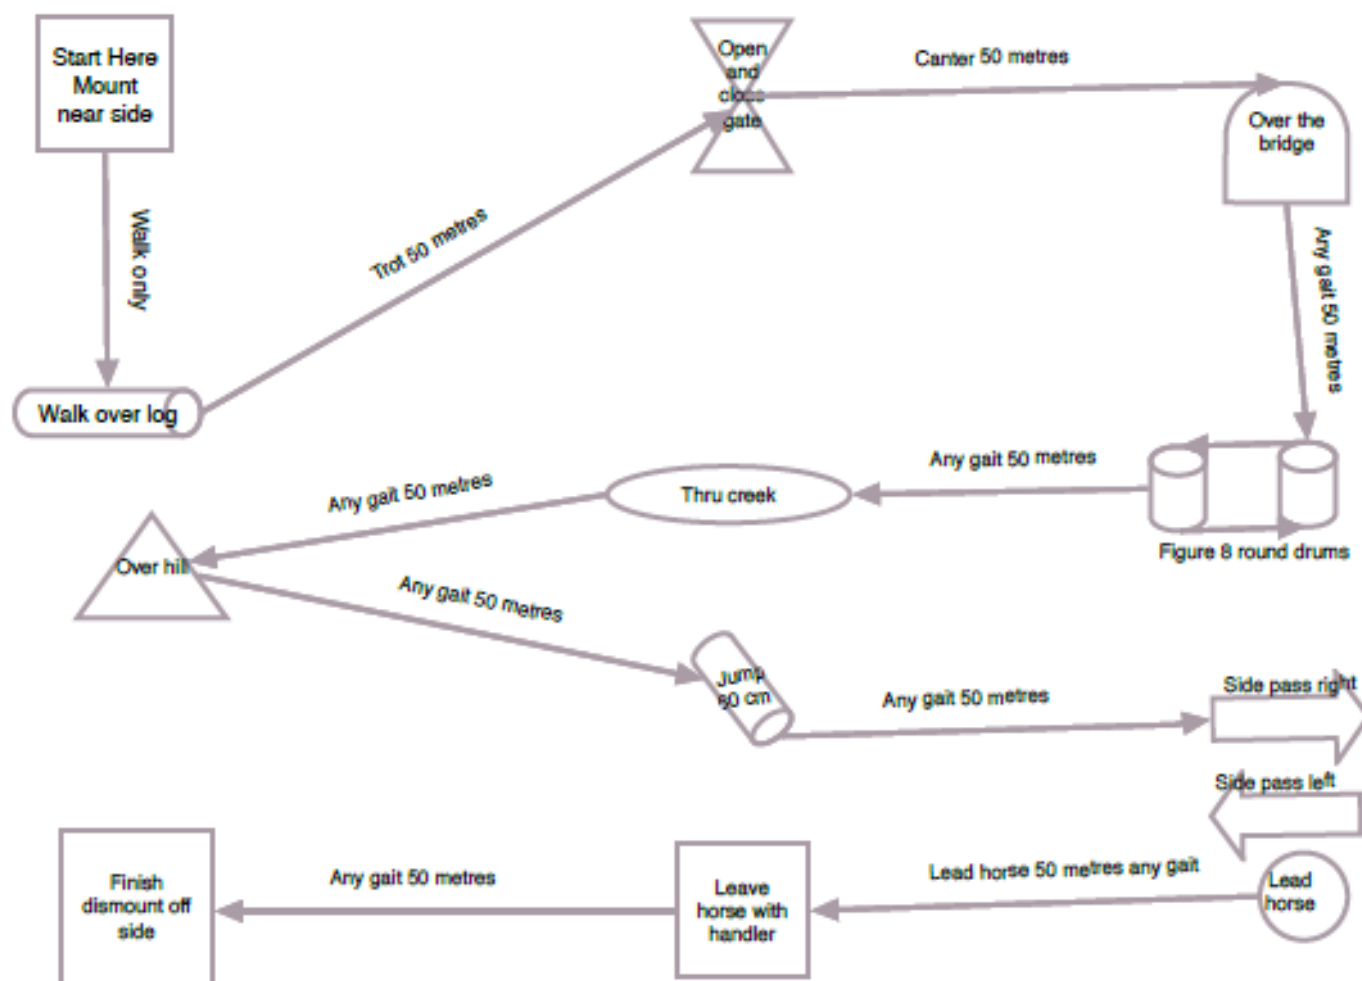 Start Here
Mount
near side
Walk only
Walk over log
Trot 50 metres
Open
and
close
gate
Canter 50 metres
Over the
bridge
Any gait 50 metres
Figure 8 round drums
Any gait 50 metres
Thru creek
Any gait 50 metres
Over hill
Any gait 50 metres
Jump
60 cm
Any gait 50 metres
Side pass right
Side pass left
Lead
horse
Lead horse 50 metres any gait
Leave
horse with
handler
Any gait 50 metres
Finish
dismount off
side